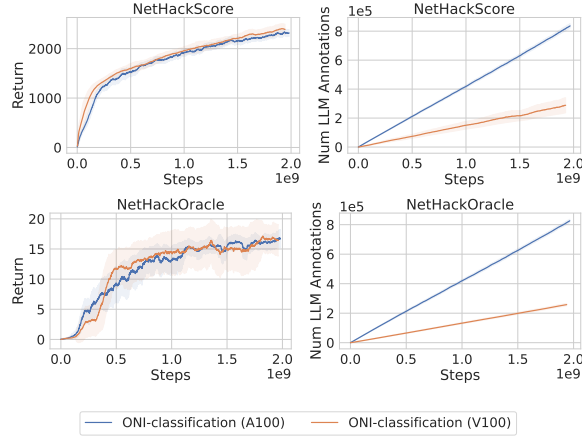 NetHackScore
Return
2000
1000
0
0.0 0.5 1.0 1.5 2.0
Steps
1e9
NetHackScore
1e5
Num LLM Annotations
8
6
4
2
0
0.0 0.5 1.0 1.5 2.0
Steps
1e9
NetHackOracle
Return
20
15
10
5
0
0.0 0.5 1.0 1.5 2.0
Steps
1e9
NetHackOracle
1e5
Num LLM Annotations
8
6
4
2
0
0.0 0.5 1.0 1.5 2.0
Steps
1e9
ONI-classification (A100) ONI-classification (V100)